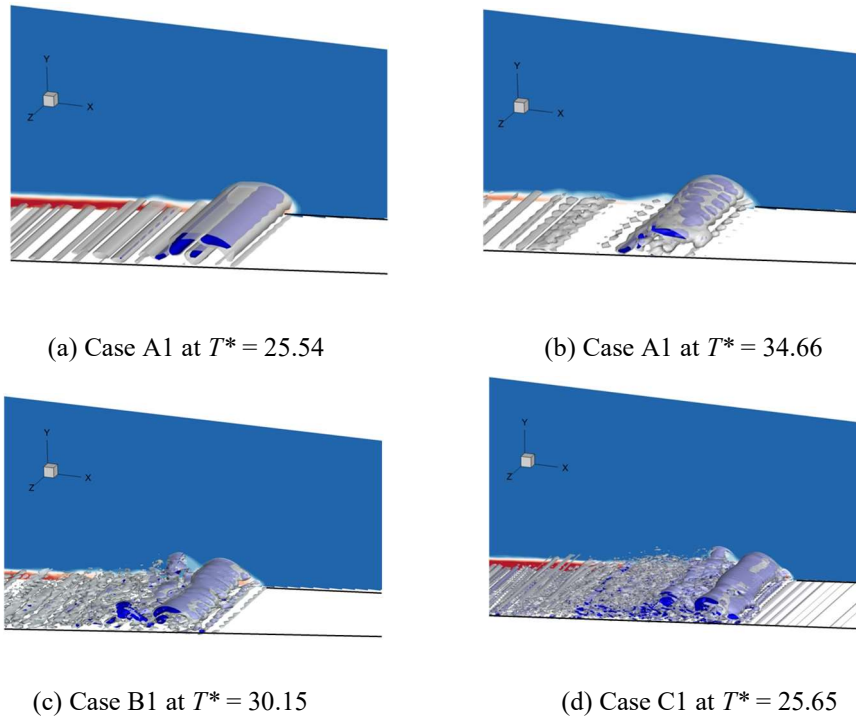 Y
X
Z
Y
X
Z
(a) Case A1 at T* = 25.54
(b) Case A1 at T* = 34.66
Y
X
Z
Y
X
Z
(c) Case B1 at T* = 30.15
(d) Case C1 at T* = 25.65